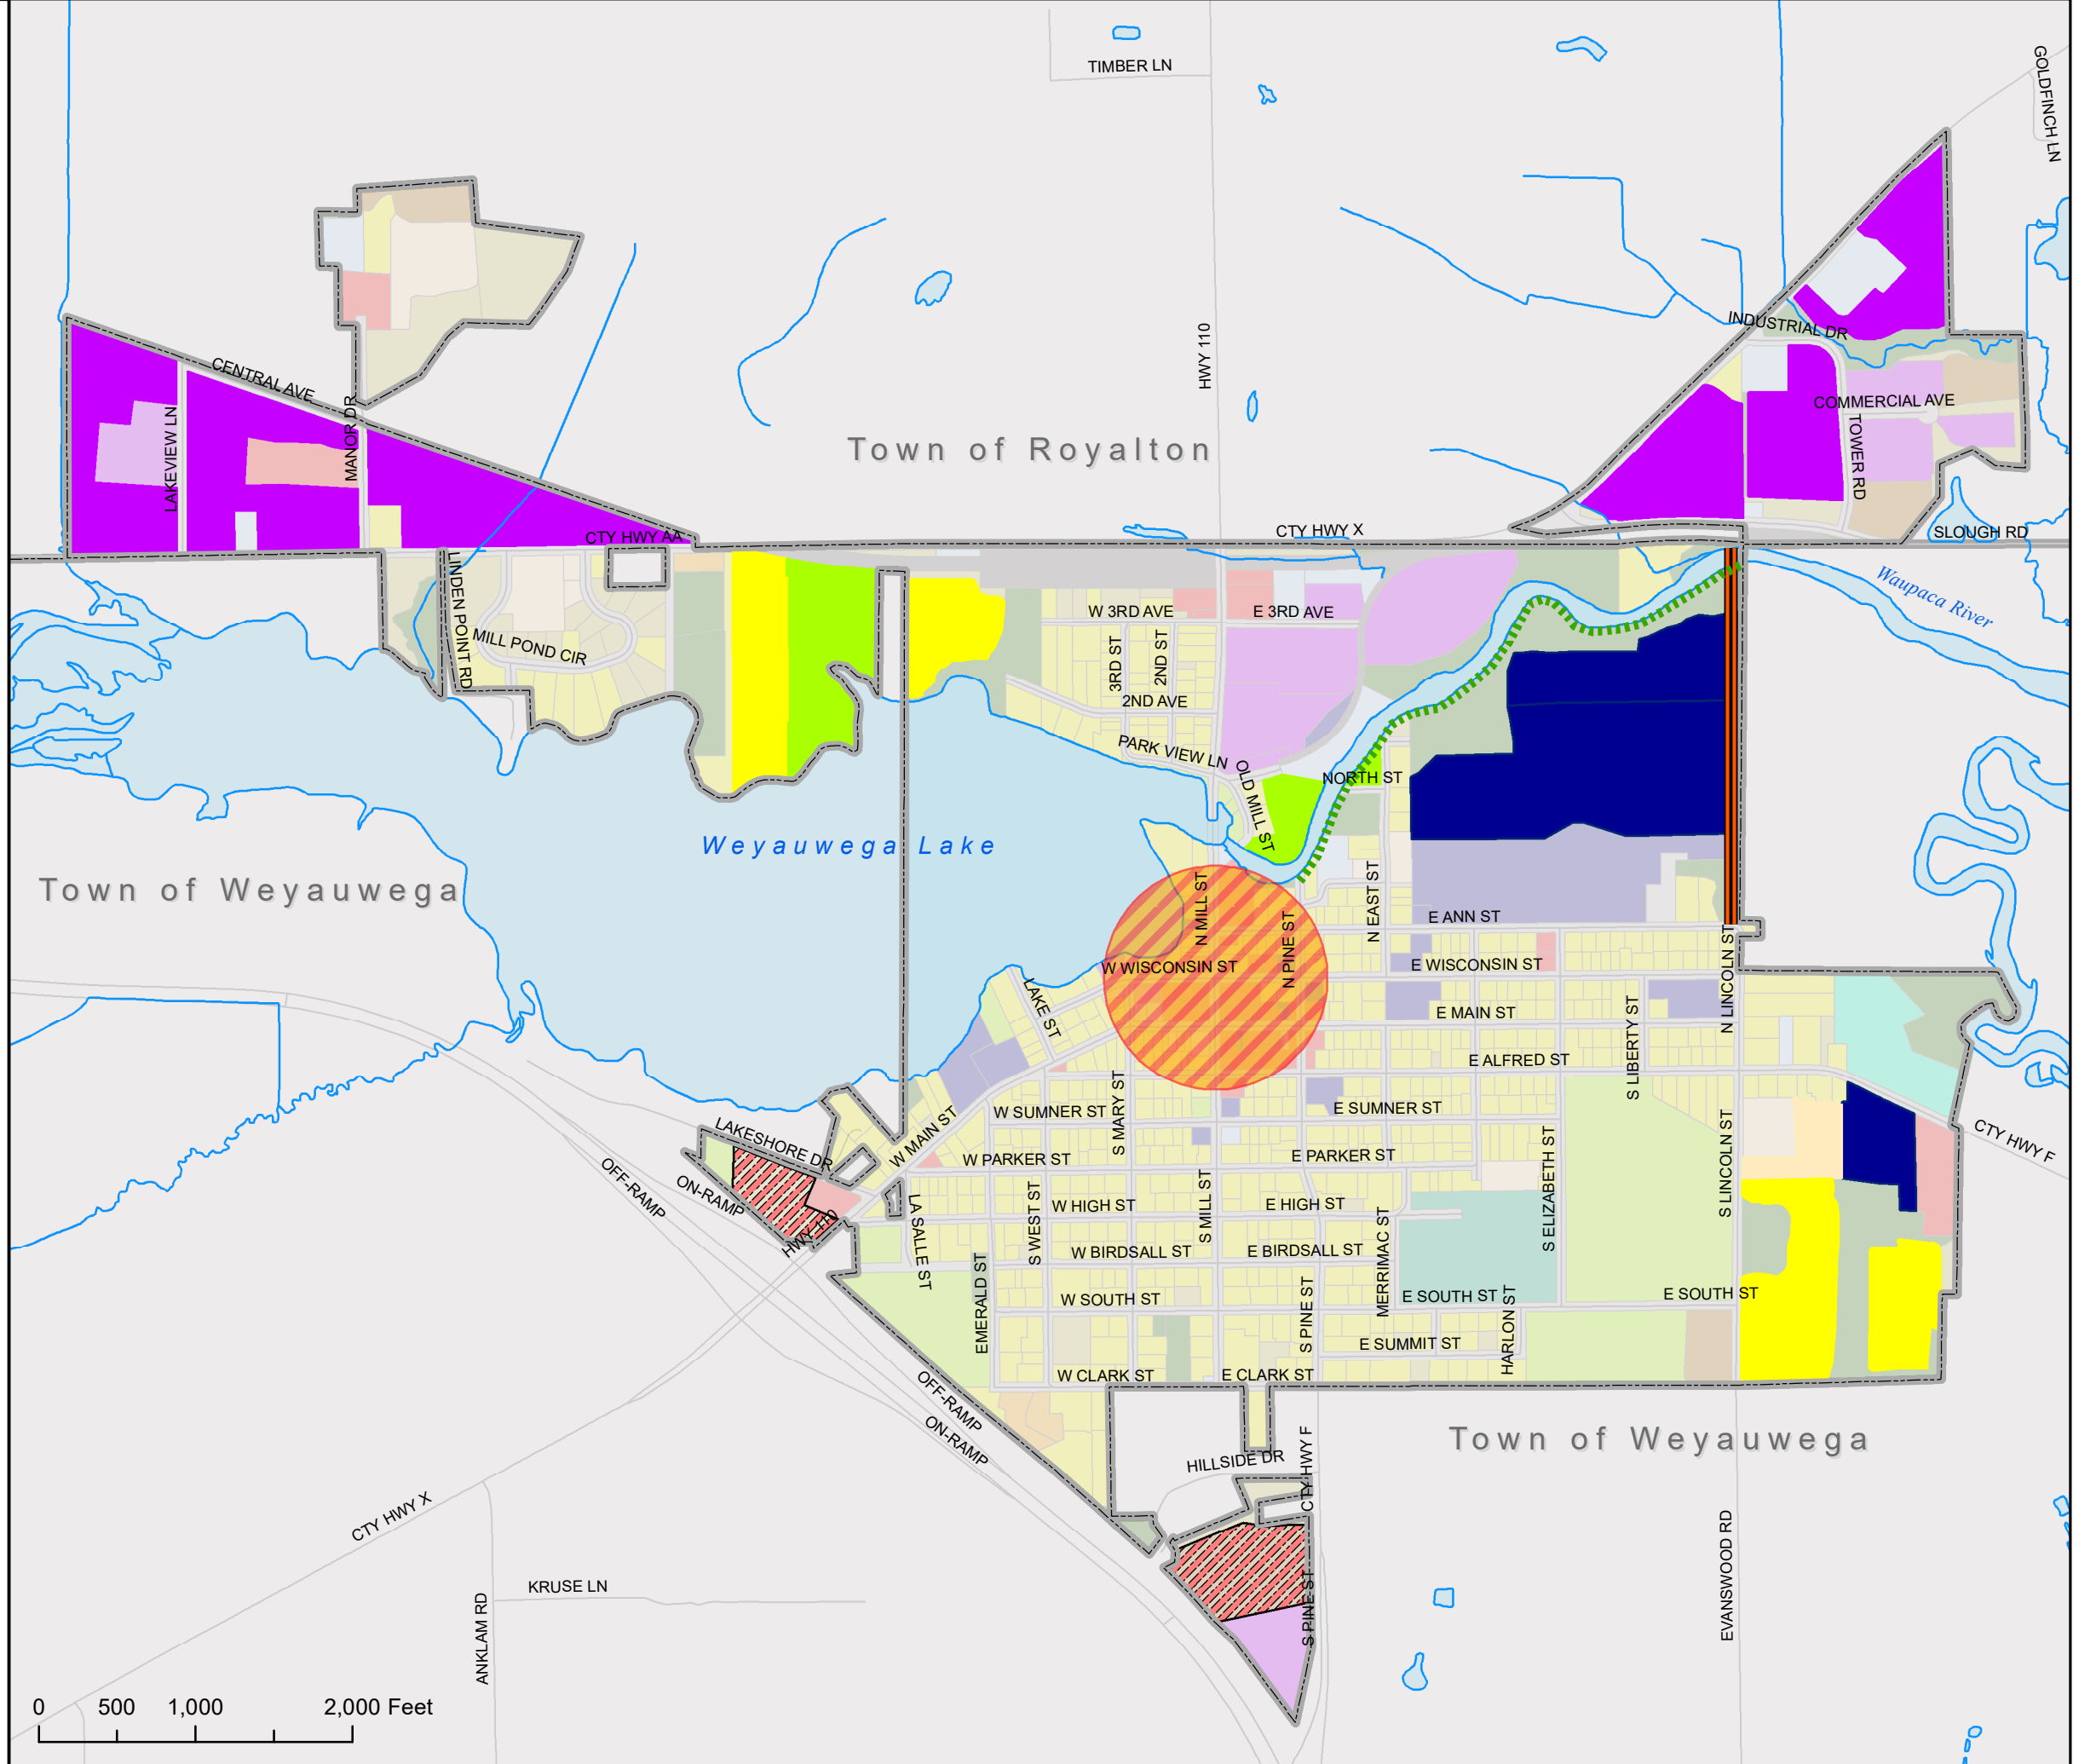 TIMBER LN
GOLDFINCH LN
HWY 110
INDUSTRIAL DR
CENTRAL AVE
LAKEVIEW LN
MANOR DR
COMMERCIAL AVE
TOWER RD
Town of Royalton
CTY HWY AA
CTY HWY X
SLOUGH RD
LINDEN POINT RD
MILL POND CIR
W 3RD AVE
E 3RD AVE
3RD ST
2ND ST
2ND AVE
PARK VIEW LN
OLD MILL ST
NORTH ST
Waupaca River
Weyauwega Lake
Town of Weyauwega
N MILL ST
N PINE ST
N EAST ST
E ANN ST
W WISCONSIN ST
E WISCONSIN ST
LAKE ST
E MAIN ST
N LINCOLN ST
S LIBERTY ST
E ALFRED ST
S MARY ST
W SUMNER ST
E SUMNER ST
W MAIN ST
LAKESHORE DR
W PARKER ST
E PARKER ST
S ELIZABETH ST
S LINCOLN ST
CTY HWY F
OFF-RAMP
ON-RAMP
HWY 110
LA SALLE ST
S WEST ST
W HIGH ST
S MILL ST
E HIGH ST
MERRIMAC ST
W BIRDSALL ST
E BIRDSALL ST
EMERALD ST
W SOUTH ST
S PINE ST
E SOUTH ST
E SOUTH ST
HARLON ST
E SUMMIT ST
W CLARK ST
E CLARK ST
OFF-RAMP
ON-RAMP
Town of Weyauwega
HILLSIDE DR
CTY HWY F
CTY HWY X
KRUSE LN
ANKLAM RD
S PINE ST
EVANSWOOD RD
0 500 1,000 2,000 Feet